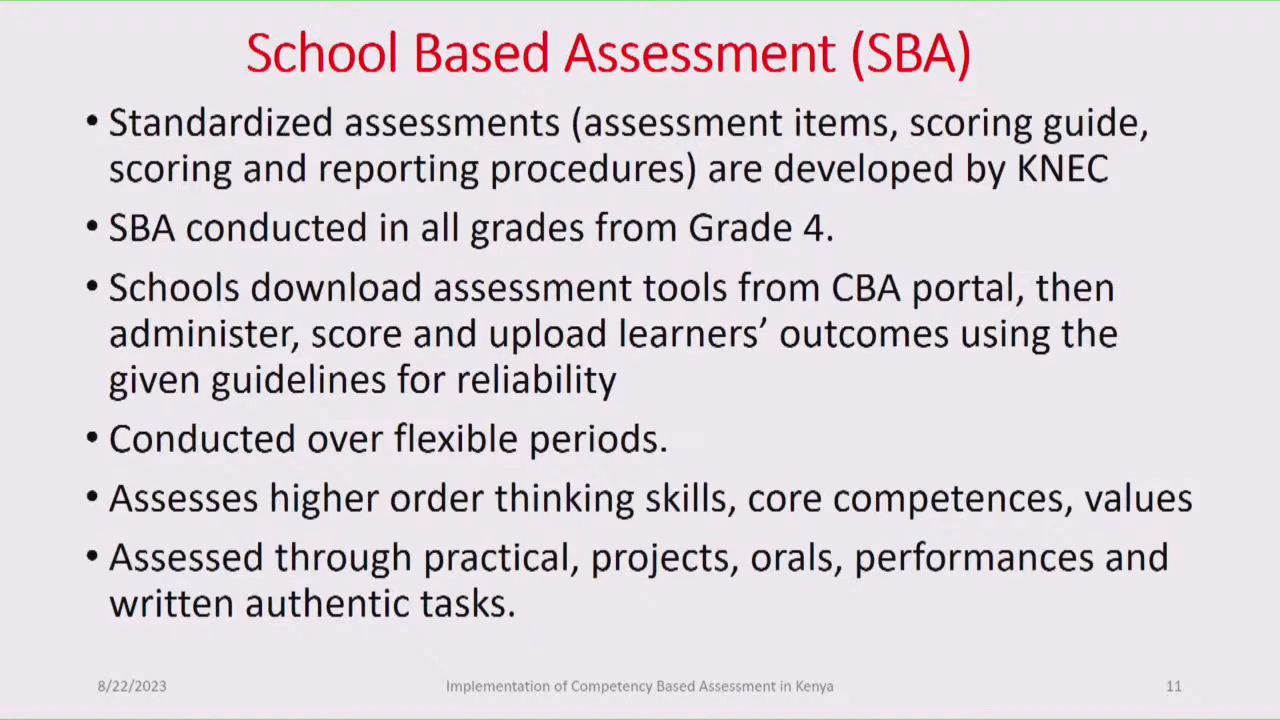 School Based Assessment (SBA)
• Standardized assessments (assessment items, scoring guide,
scoring and reporting procedures) are developed by KNEC
• SBA conducted in all grades from Grade 4.
• Schools download assessment tools from CBA portal, then
administer, score and upload learners’ outcomes using the
given guidelines for reliability
• Conducted over flexible periods.
• Assesses higher order thinking skills, core competences, values
• Assessed through practical, projects, orals, performances and
written authentic tasks.
8/22/2023
Implementation of Competency Based Assessment in Kenya
11